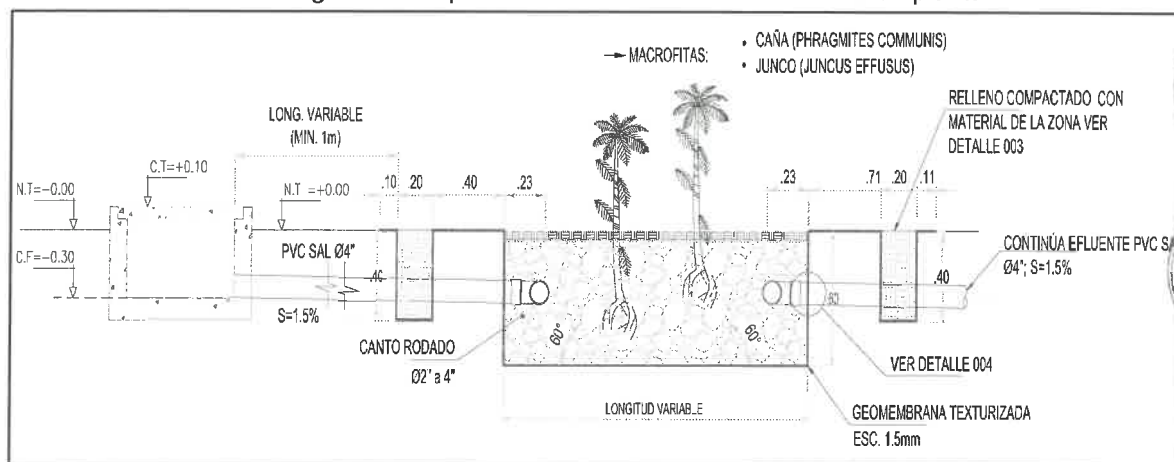 → MACROFITAS:
• CAÑA (PHRAGMITES COMMUNIS)
• JUNCO (JUNCUS EFFUSUS)
LONG. VARIABLE
(MIN. 1m)
RELLENO COMPACTADO CON
MATERIAL DE LA ZONA VER
DETALLE 003
C.T=+0.10
N.T=-0.00
N.T =+0.00
.10
.20
.40
.23
.23
.71
.20
.11
C.F=-0.30
PVC SAL Ø4"
S=1.5%
.40
60°
60°
.40
CONTINÚA EFLUENTE PVC
Ø4"; S=1.5%
CANTO RODADO
Ø2" a 4"
VER DETALLE 004
LONGITUD VARIABLE
GEOMEMBRANA TEXTURIZADA
ESC. 1.5mm